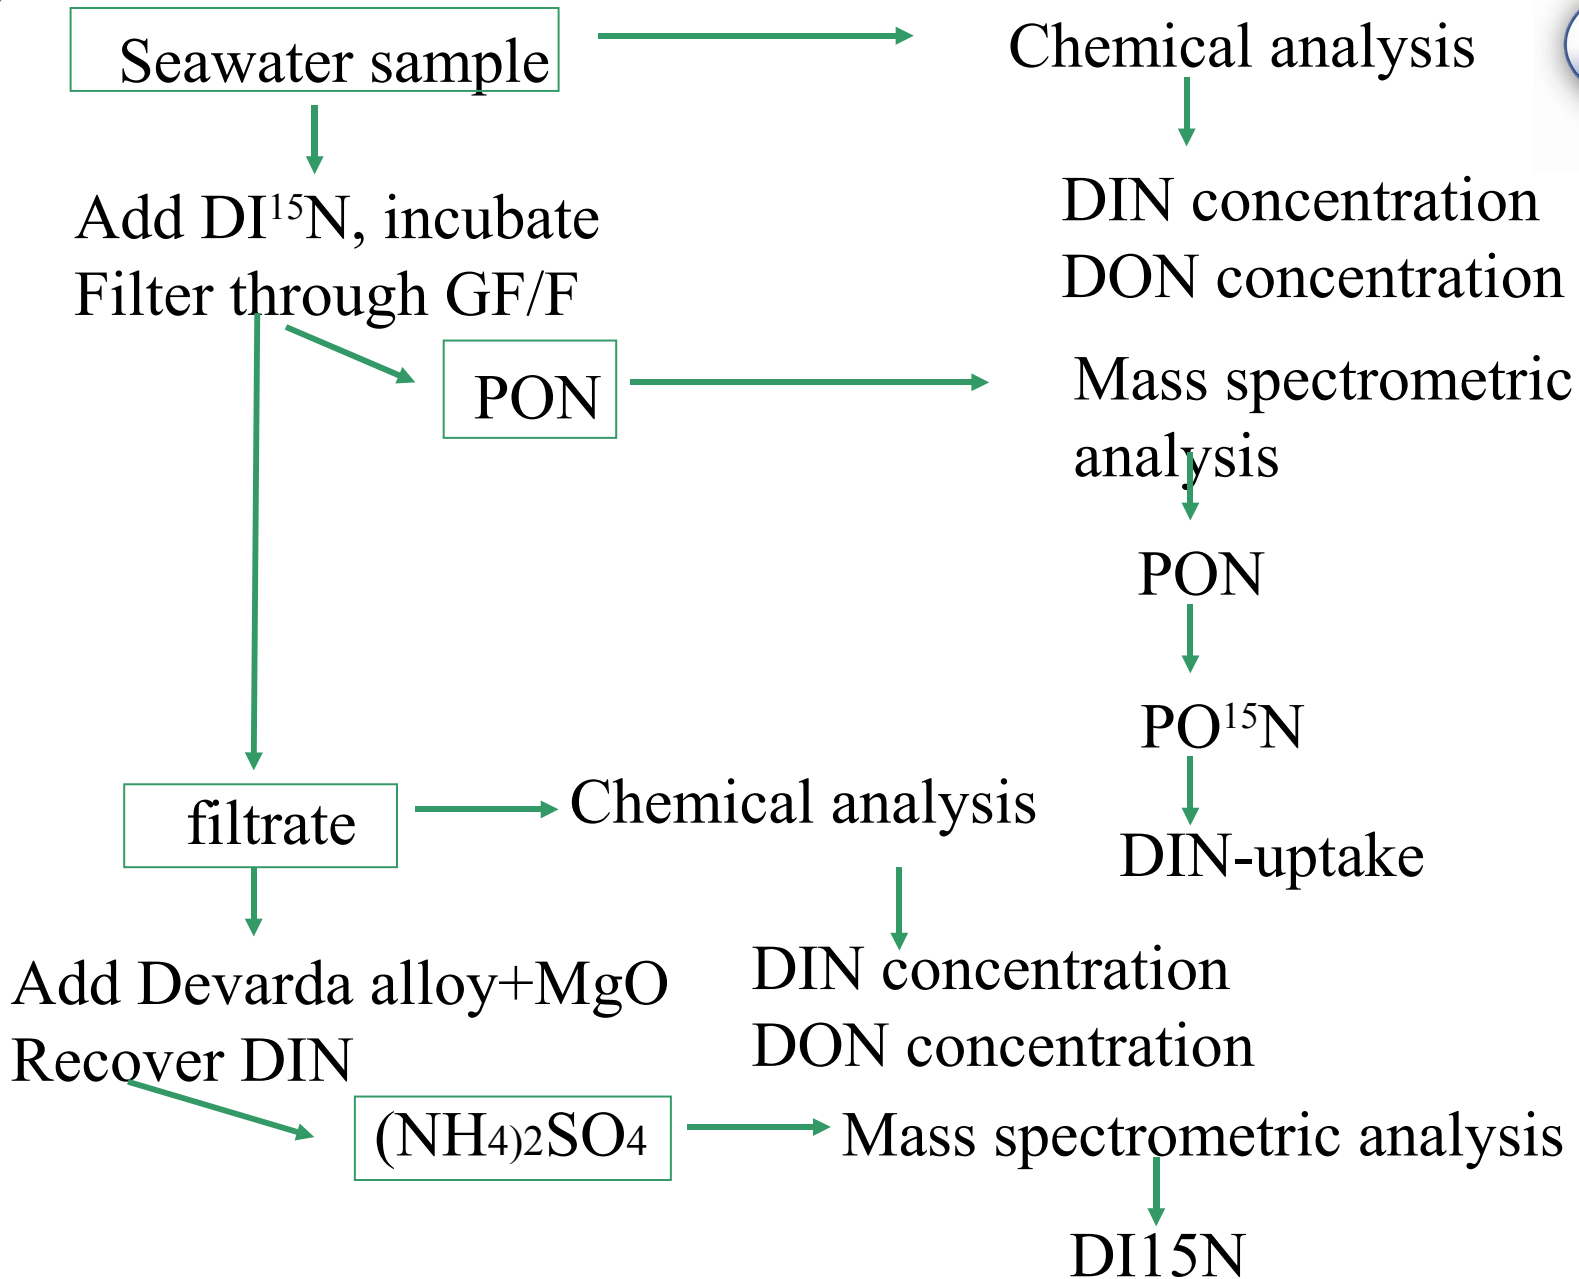 Seawater sample
Chemical analysis
Add DI¹⁵N, incubate
Filter through GF/F
DIN concentration
DON concentration
PON
Mass spectrometric
analysis
PON
PO¹⁵N
DIN-uptake
filtrate
Chemical analysis
DIN concentration
DON concentration
Add Devarda alloy+MgO
Recover DIN
(NH4)2SO4
Mass spectrometric analysis
DI15N